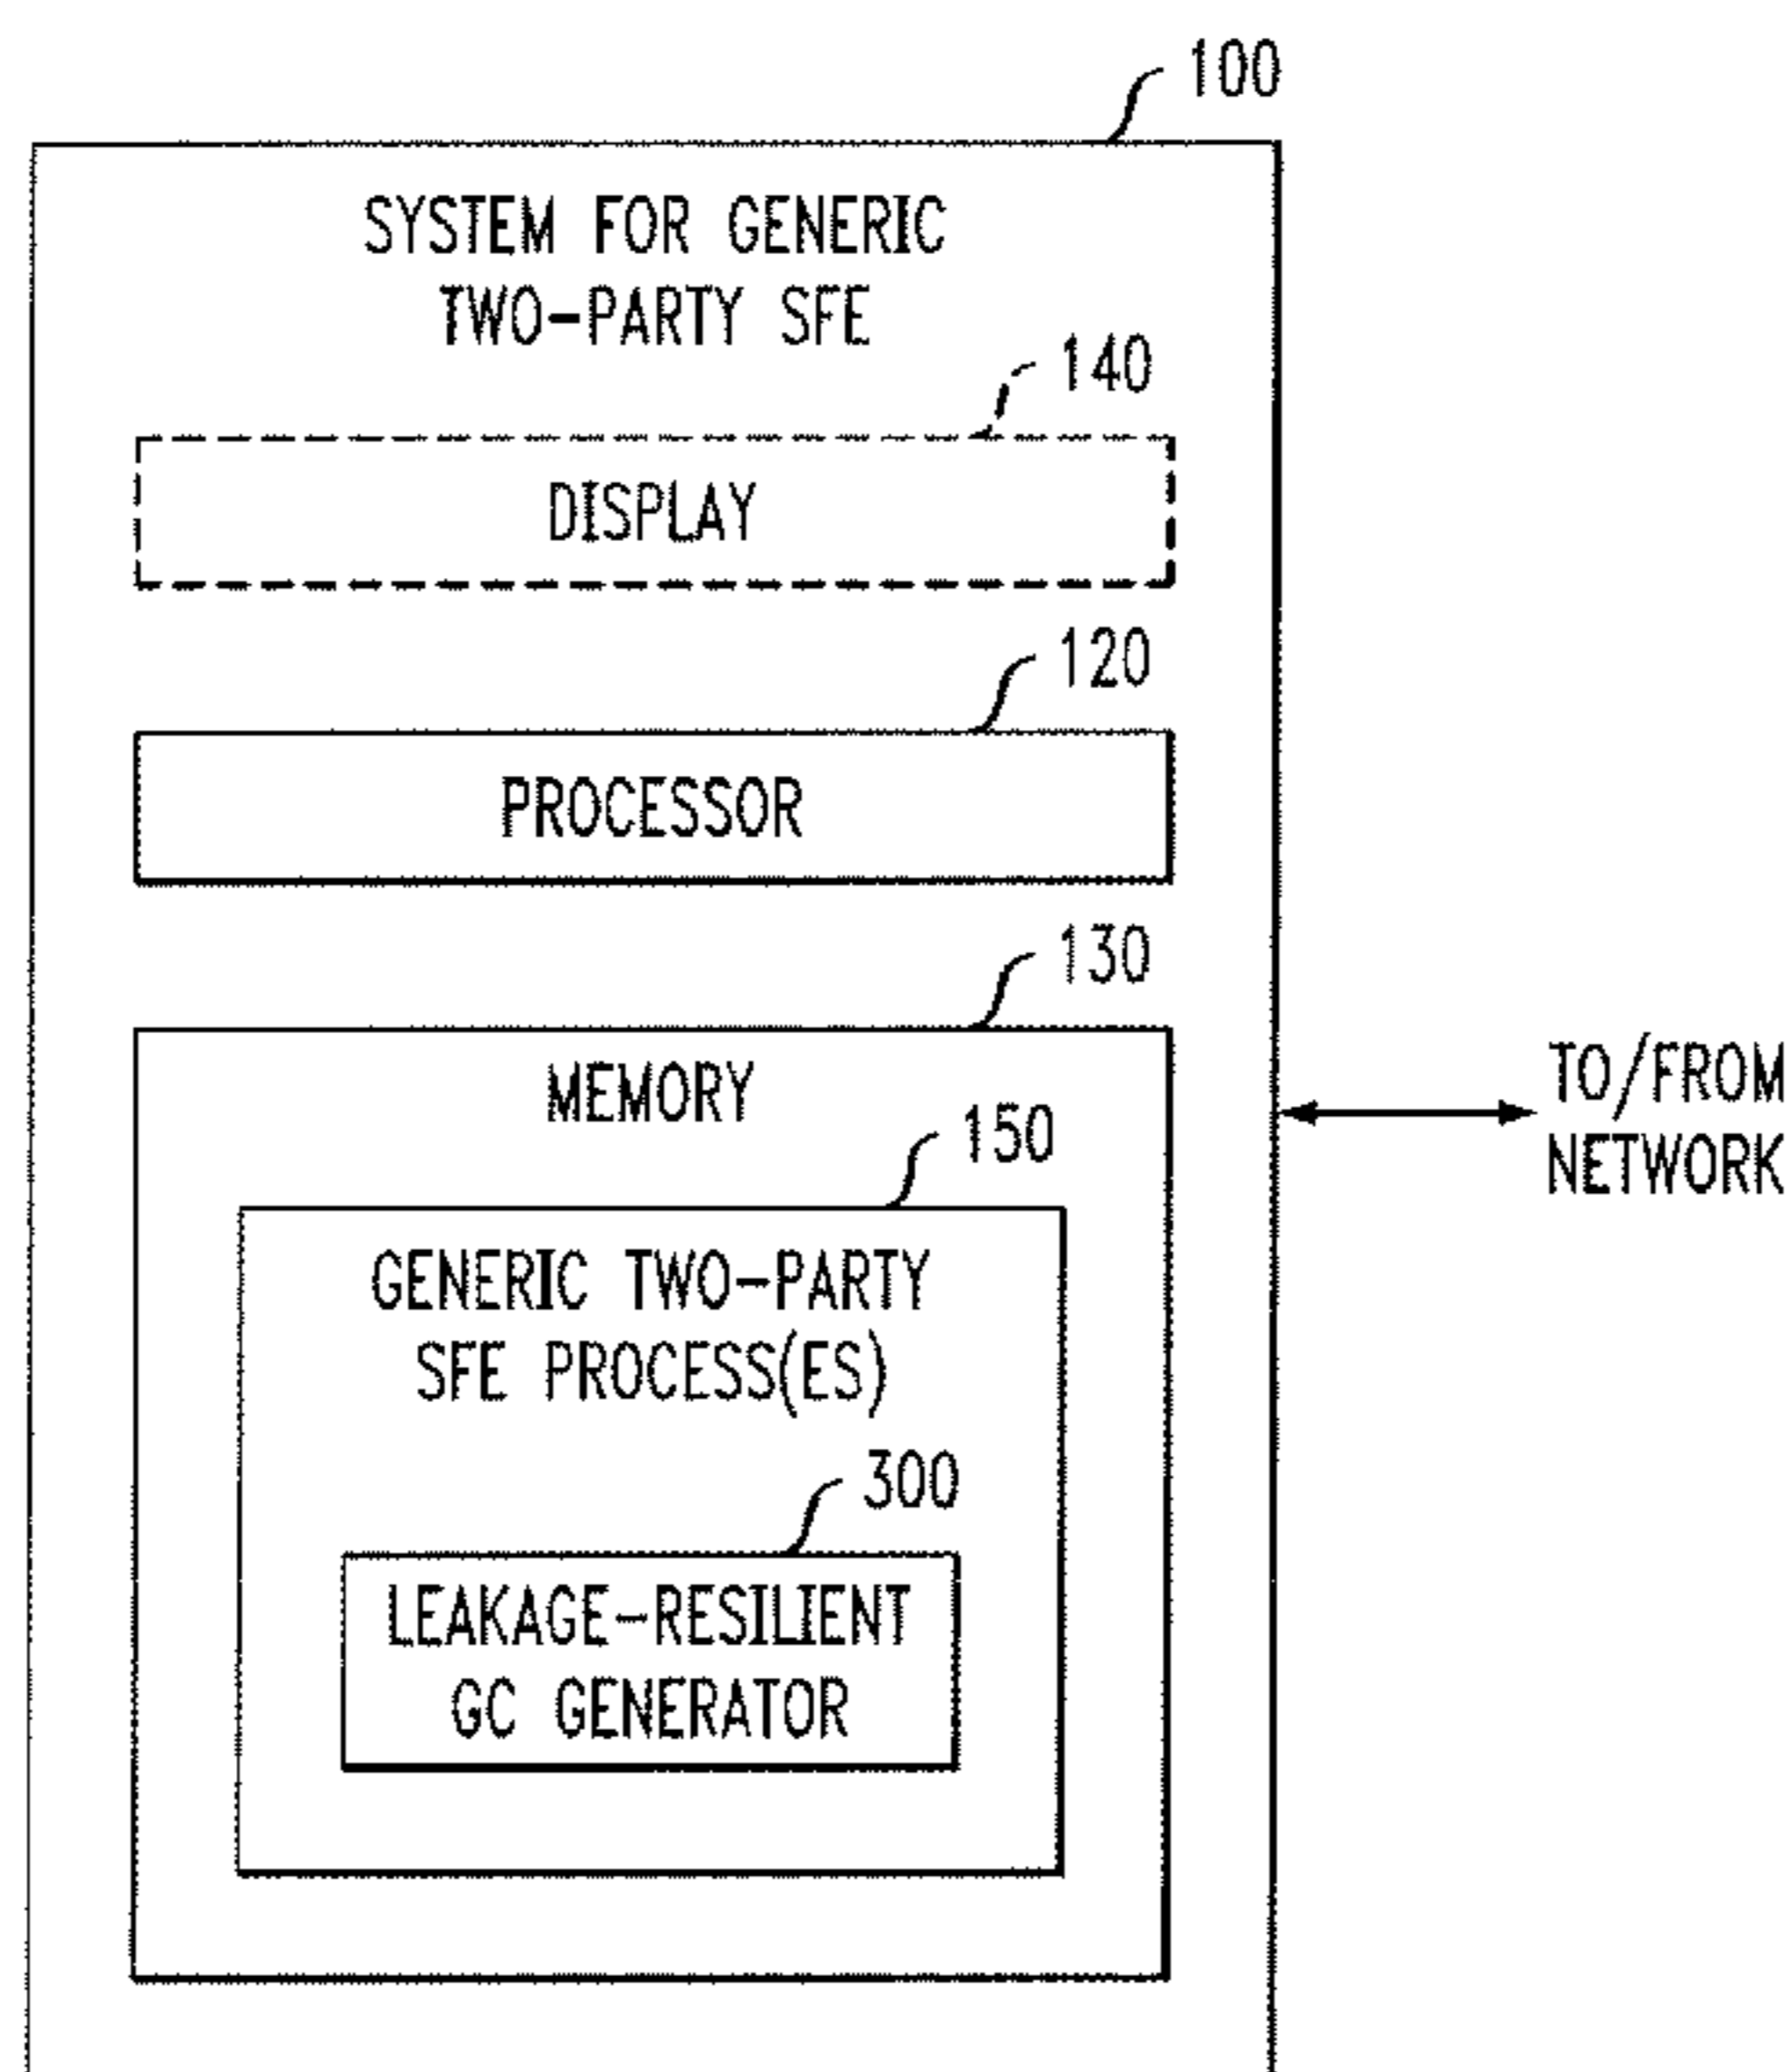 100
SYSTEM FOR GENERIC
TWO-PARTY SFE
140
DISPLAY
120
PROCESSOR
130
MEMORY
TO/FROM
NETWORK
150
GENERIC TWO-PARTY
SFE PROCESS(ES)
300
LEAKAGE-RESILIENT
GC GENERATOR